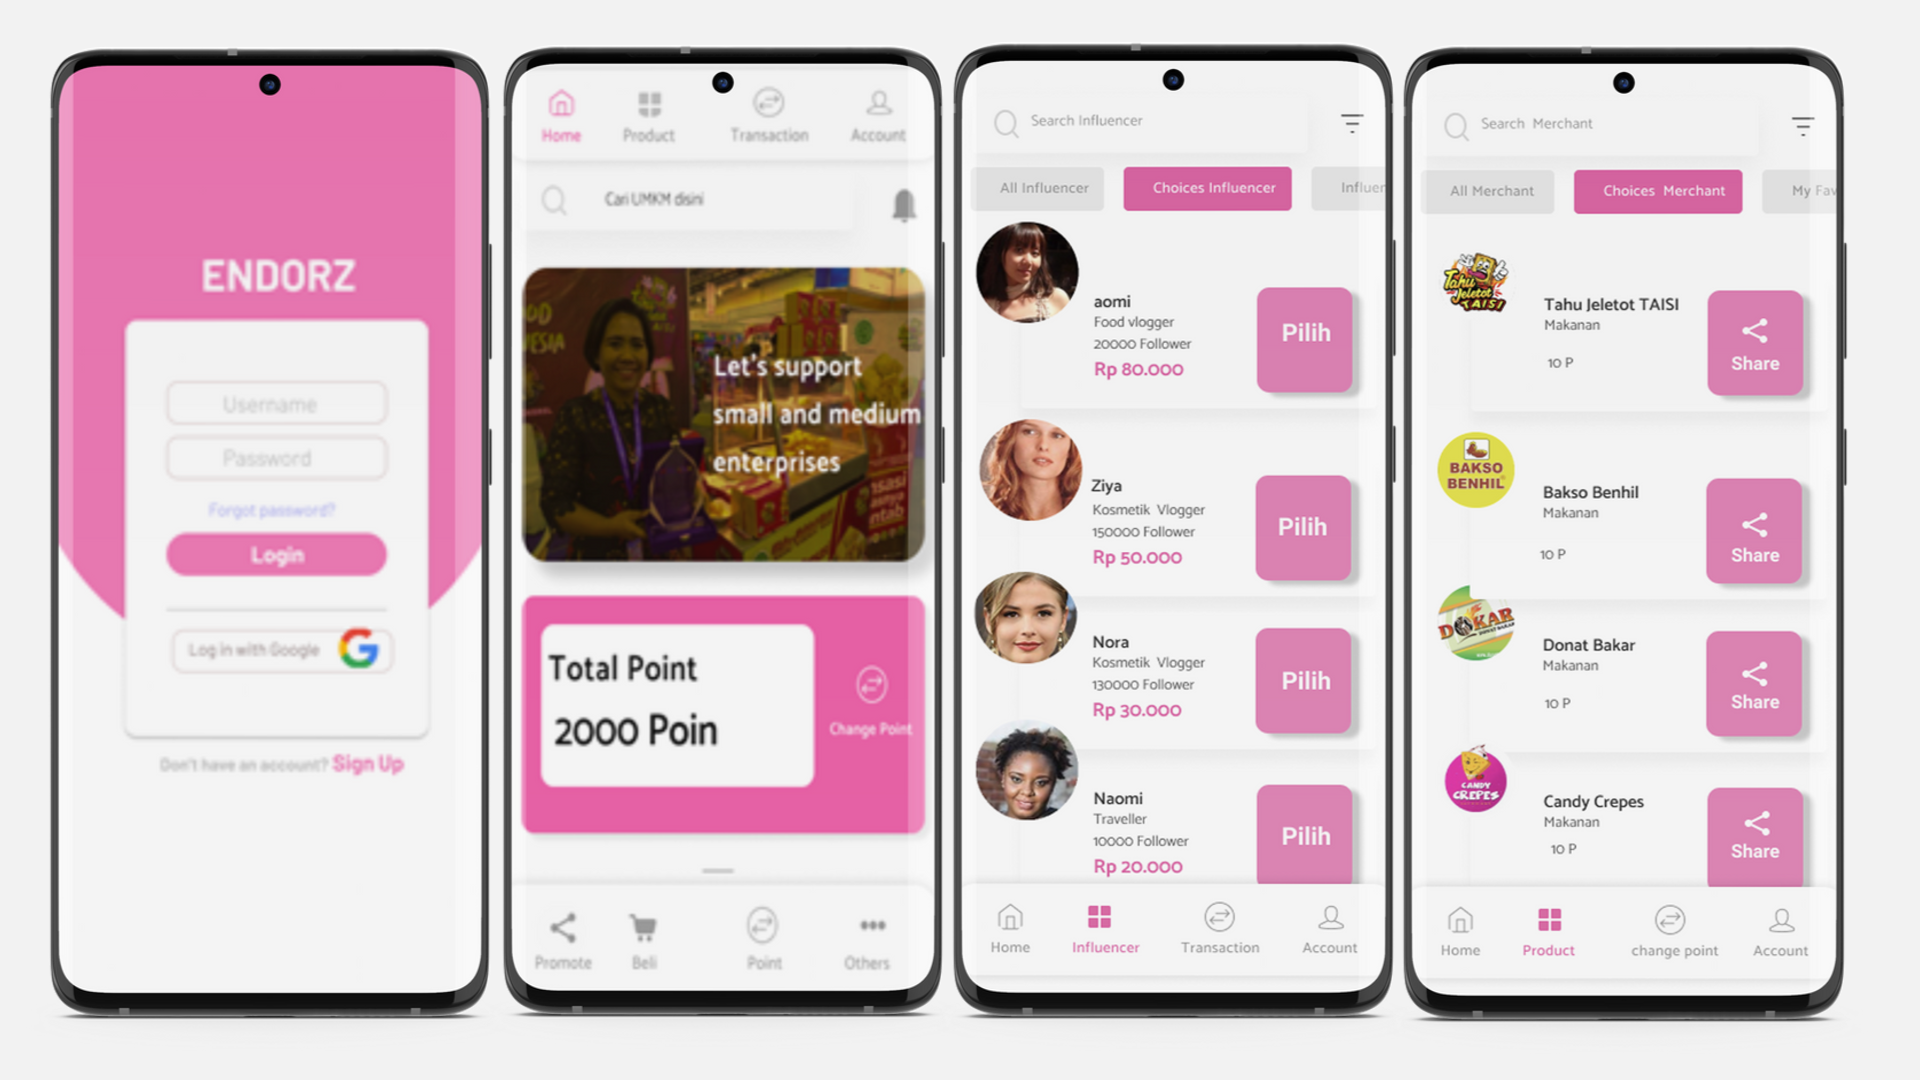 ENDORZ
Username
Password
Forgot password?
Login
Log in with Google
Don't have an account? Sign Up
Home
Product
Transaction
Account
Cari UMKM disini
Let's support
small and medium
enterprises
Total Point
2000 Poin
Change Point
Promote
Beli
Point
Others
Search Influencer
All Influencer
Choices Influencer
Influen
aomi
Food vlogger
20000 Follower
Rp 80.000
Pilih
Ziya
Kosmetik Vlogger
150000 Follower
Rp 50.000
Pilih
Nora
Kosmetik Vlogger
130000 Follower
Rp 30.000
Pilih
Naomi
Traveller
10000 Follower
Rp 20.000
Pilih
Home
Influencer
Transaction
Account
Search Merchant
All Merchant
Choices Merchant
My Fav
Tahu
Jeletot
TAISI
Tahu Jeletot TAISI
Makanan
10 P
Share
BAKSO
BENHIL
Bakso Benhil
Makanan
10 P
Share
DOKAR
DONAT BAKAR
Donat Bakar
Makanan
10 P
Share
CANDY
CREPES
Candy Crepes
Makanan
10 P
Share
Home
Product
change point
Account